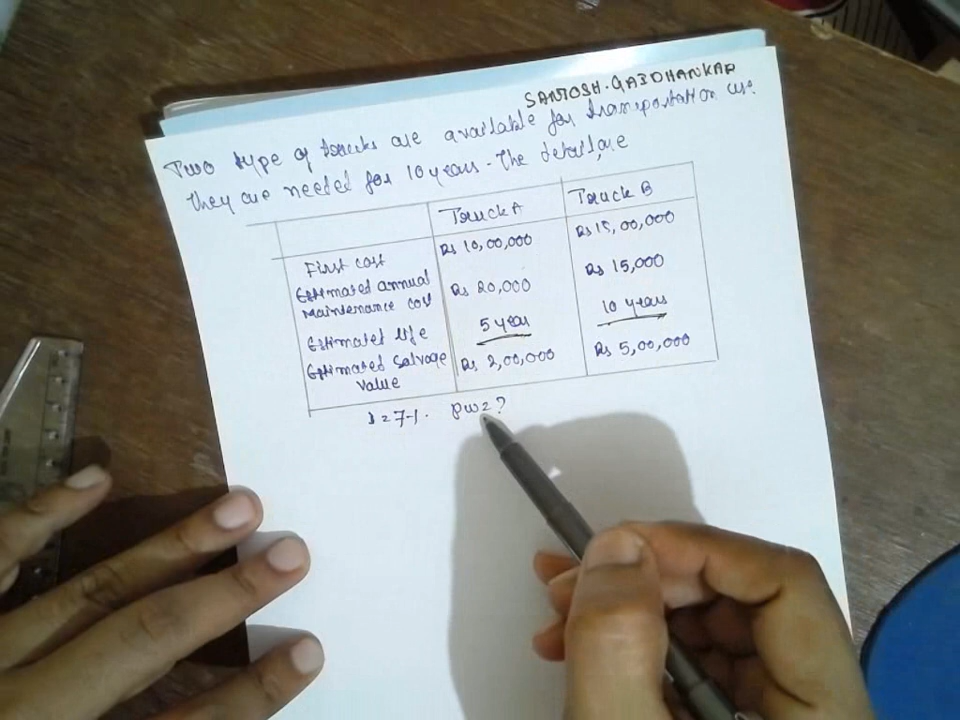 SANTOSH.GABDHANKAR
Two type of trucks are available for transportation use.
they are needed for 10 years - The details are
Truck A Truck B
First cost Rs 10,00,000 Rs 15,00,000
Estimated annual maintenance cost Rs 20,000 Rs 15,000
Estimated life 5 year 10 years
Estimated Salvage value Rs 2,00,000 Rs 5,00,000
i = 7%. PW = ?